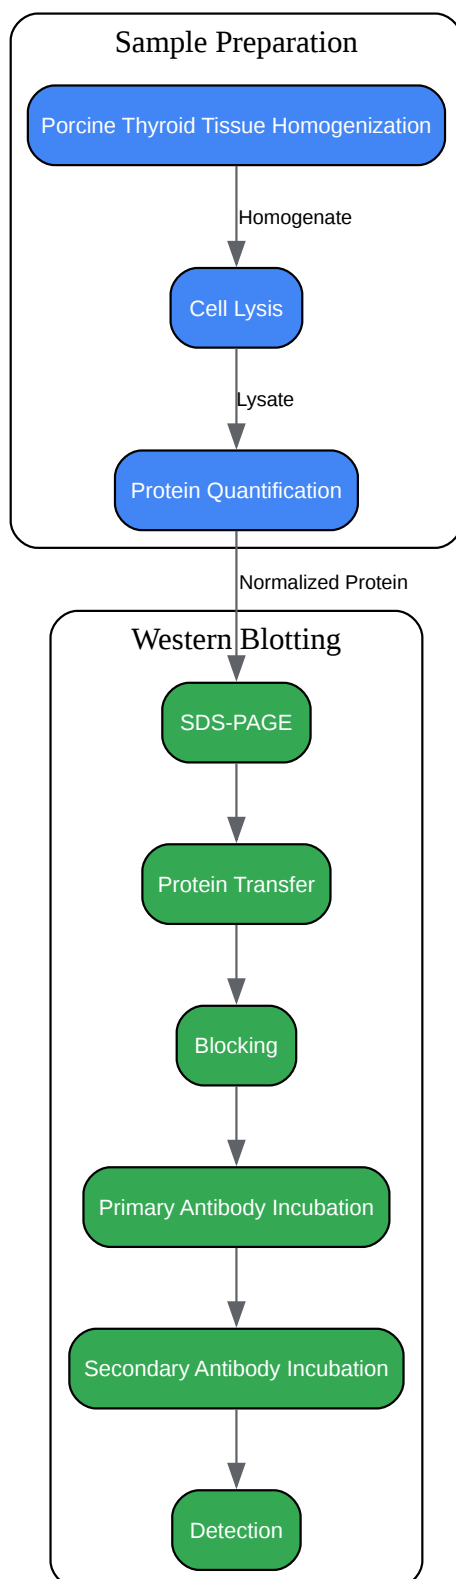 Sample Preparation
Porcine Thyroid Tissue Homogenization
Homogenate
Cell Lysis
Lysate
Protein Quantification
Normalized Protein
Western Blotting
SDS-PAGE
Protein Transfer
Blocking
Primary Antibody Incubation
Secondary Antibody Incubation
Detection